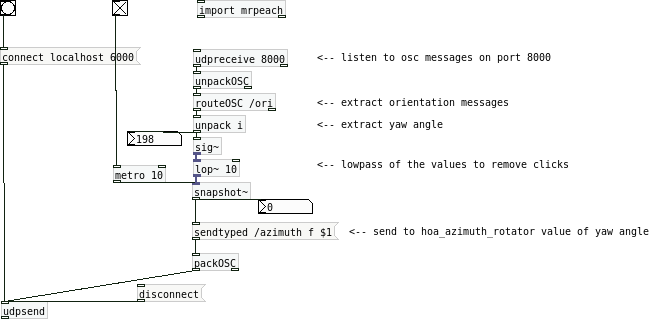 import mrpeach
connect localhost 6000
udpreceive 8000 <-- listen to osc messages on port 8000
unpackOSC
routeOSC /ori <-- extract orientation messages
unpack i <-- extract yaw angle
198
sig~
lop~ 10 <-- lowpass of the values to remove clicks
metro 10
snapshot~
0
sendtyped /azimuth f $1 <-- send to hoa_azimuth_rotator value of yaw angle
packOSC
disconnect
udpsend